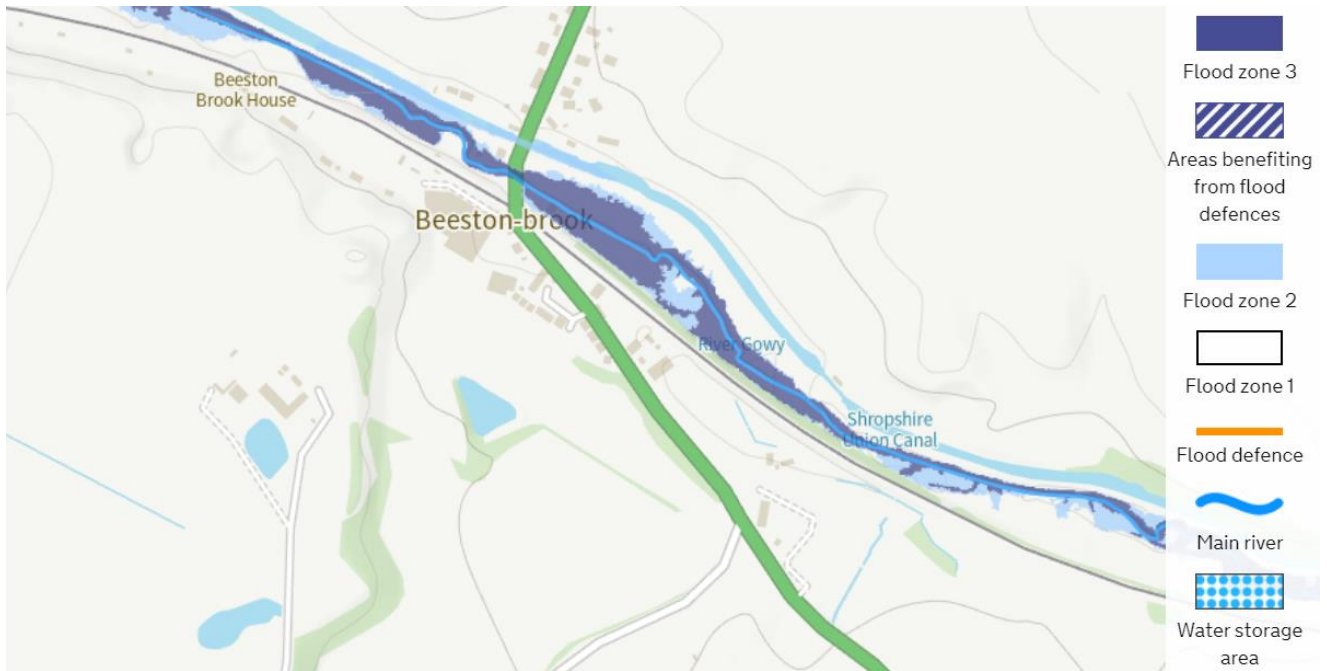 Beeston
Brook House
Beeston-brook
River Gowy
Shropshire
Union Canal
Flood zone 3
Areas benefiting
from flood
defences
Flood zone 2
Flood zone 1
Flood defence
Main river
Water storage
area